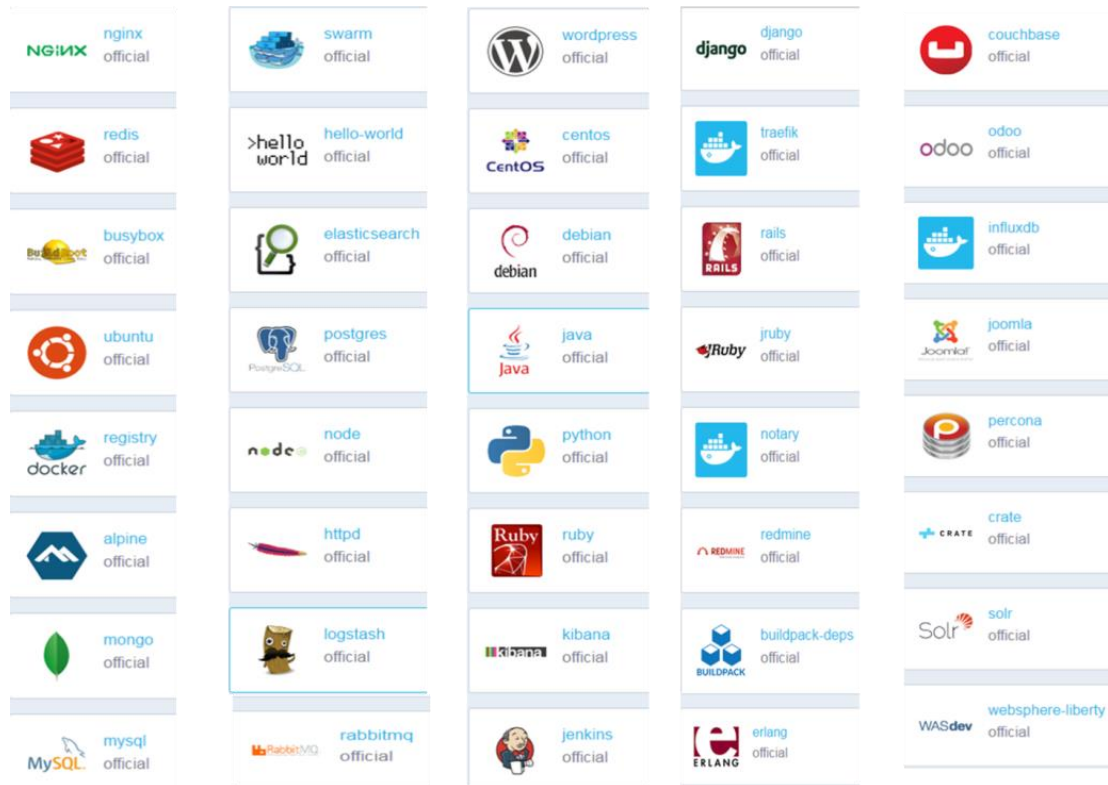 NGINX
nginx
official
redis
official
BuildRoot
busybox
official
ubuntu
official
docker
registry
official
alpine
official
mongo
official
MySQL
mysql
official
swarm
official
>hello
world
hello-world
official
elasticsearch
official
PostgreSQL
postgres
official
node
node
official
httpd
official
logstash
official
RabbitMQ
rabbitmq
official
wordpress
official
CentOS
centos
official
debian
debian
official
Java
java
official
python
official
Ruby
ruby
official
kibana
kibana
official
jenkins
official
django
django
official
traefik
official
RAILS
rails
official
JRuby
jruby
official
notary
official
REDMINE
redmine
official
BUILDPACK
buildpack-deps
official
ERLANG
erlang
official
couchbase
official
odoo
odoo
official
influxdb
official
Joomla!
joomla
official
percona
official
CRATE
crate
official
Solr
solr
official
WASdev
websphere-liberty
official